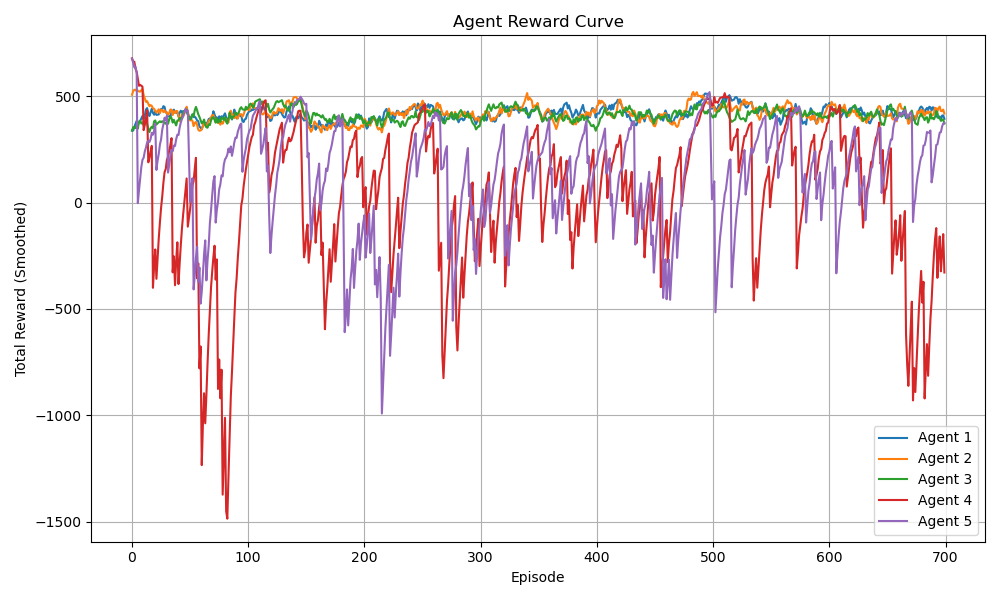 Agent Reward Curve
Total Reward (Smoothed)
500
0
−500
−1000
−1500
0 100 200 300 400 500 600 700
Episode
Agent 1
Agent 2
Agent 3
Agent 4
Agent 5